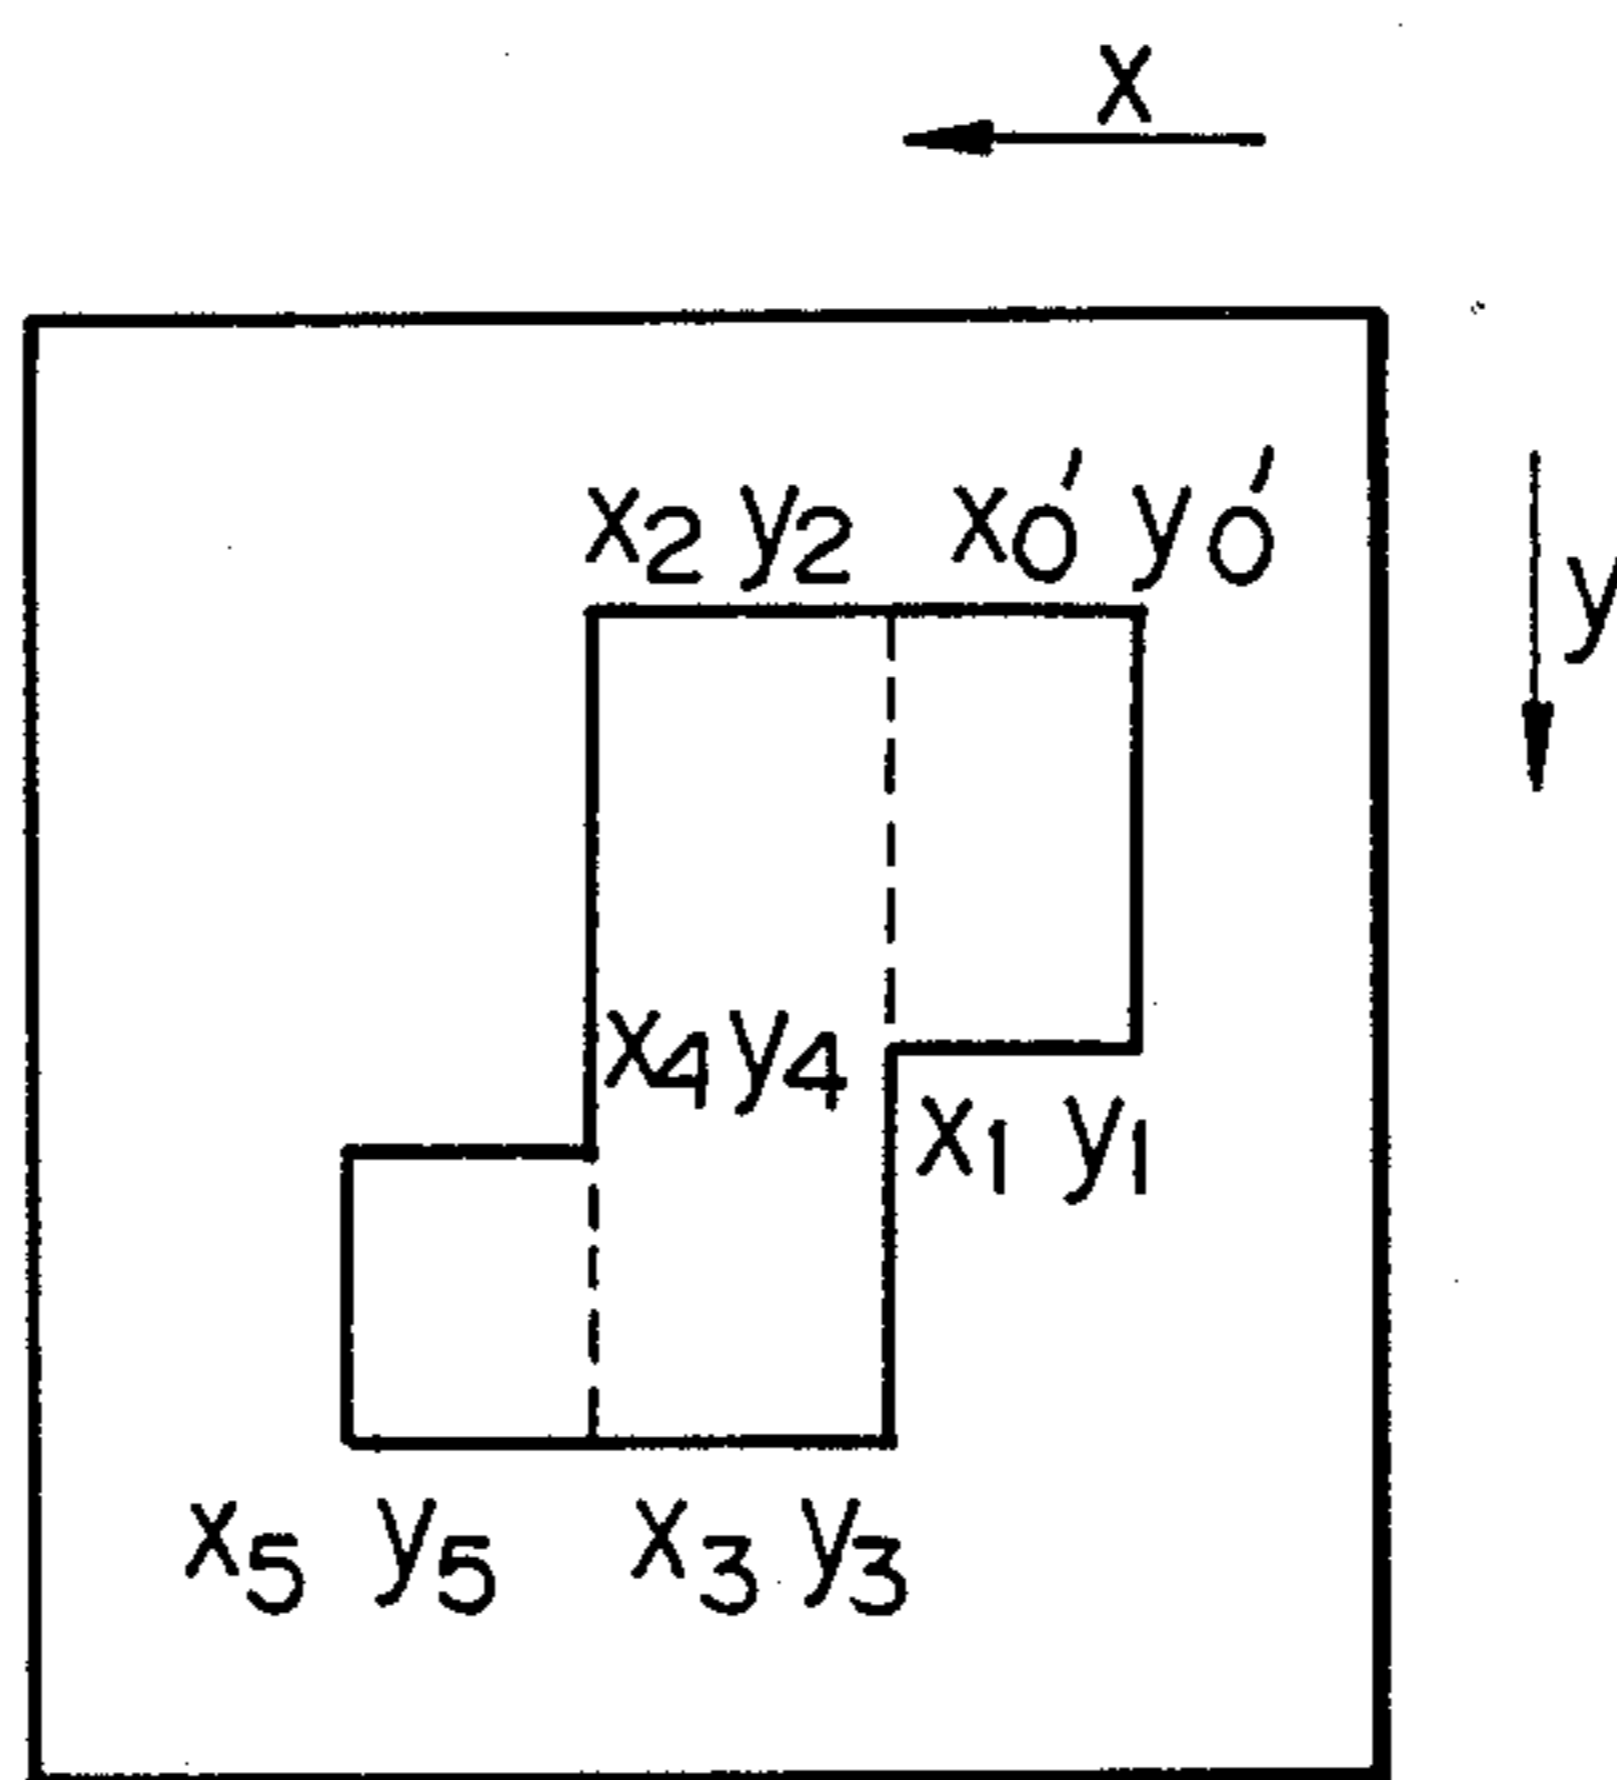 x
x₂ y₂ x₀′ y₀′
y
x₄ y₄
x₁ y₁
x₅ y₅ x₃ y₃